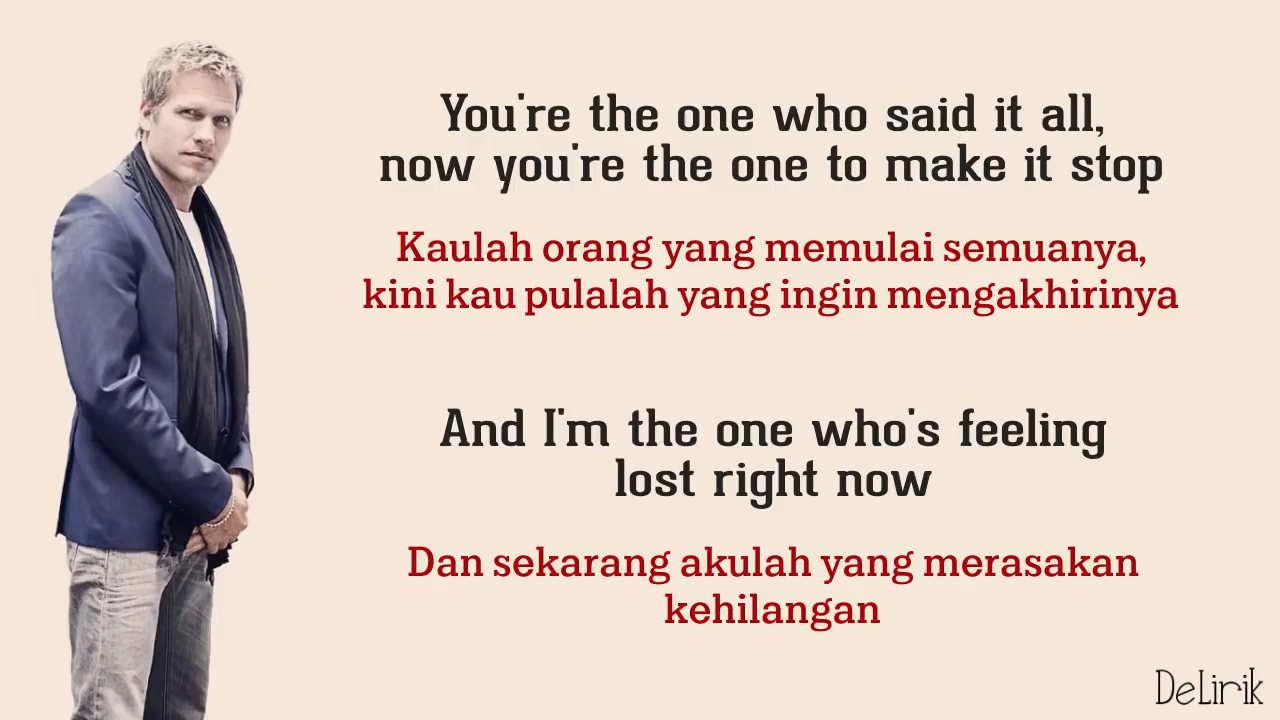 You're the one who said it all,
now you're the one to make it stop
Kaulah orang yang memulai semuanya,
kini kau pulalah yang ingin mengakhirinya
And I'm the one who's feeling
lost right now
Dan sekarang akulah yang merasakan
kehilangan
DeLirik